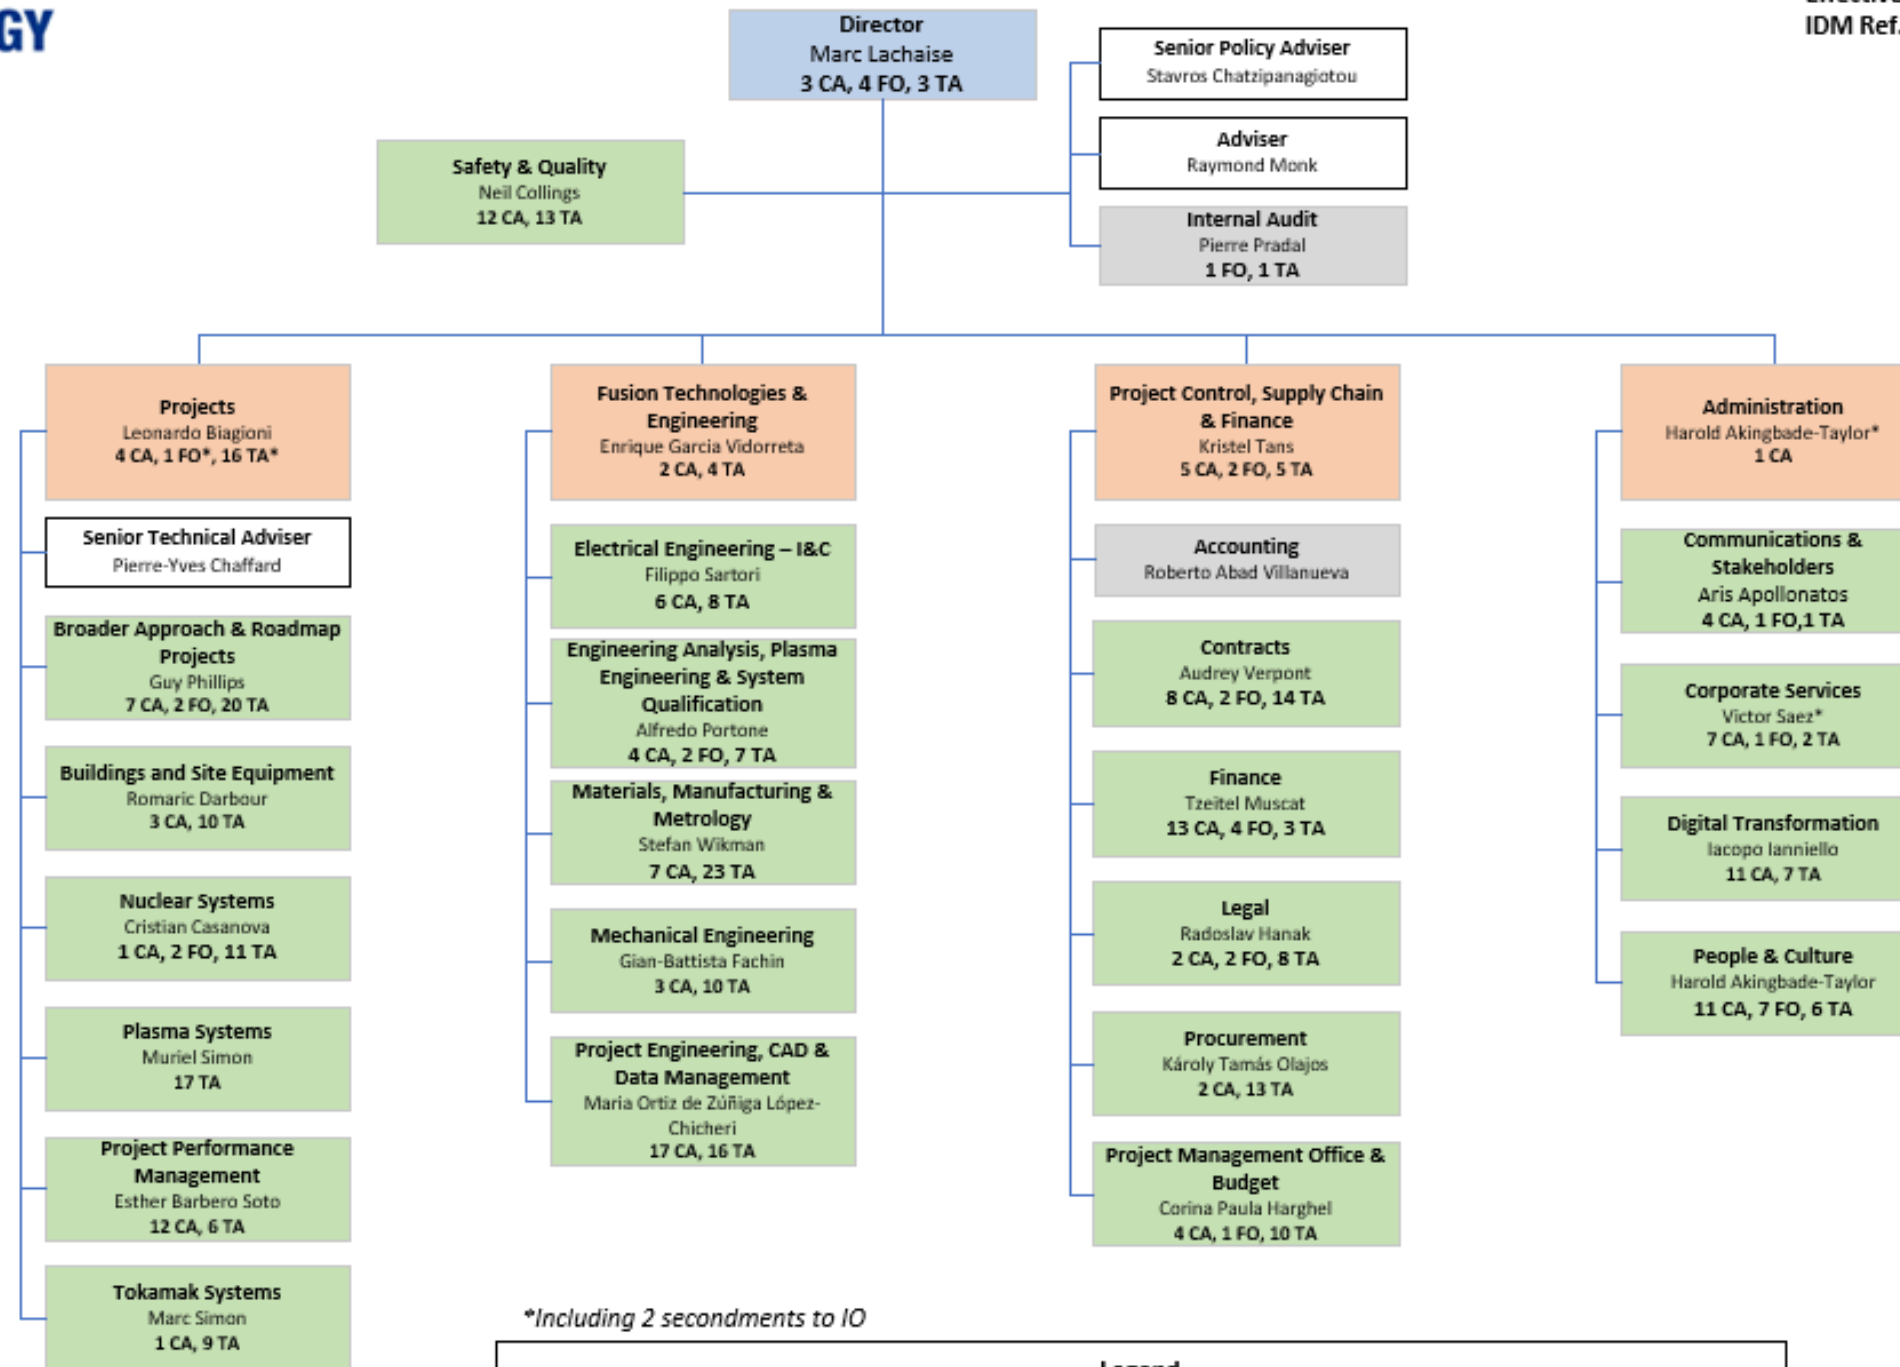 GY
IDM Ref.
Director
Marc Lachaise
3 CA, 4 FO, 3 TA
Senior Policy Adviser
Stavros Chatzipanagiotou
Adviser
Raymond Monk
Safety & Quality
Neil Collings
12 CA, 13 TA
Internal Audit
Pierre Pradal
1 FO, 1 TA
Projects
Leonardo Biagioni
4 CA, 1 FO*, 16 TA*
Senior Technical Adviser
Pierre-Yves Chaffard
Broader Approach & Roadmap
Projects
Guy Phillips
7 CA, 2 FO, 20 TA
Buildings and Site Equipment
Romaric Darbour
3 CA, 10 TA
Nuclear Systems
Cristian Casanova
1 CA, 2 FO, 11 TA
Plasma Systems
Muriel Simon
17 TA
Project Performance
Management
Esther Barbero Soto
12 CA, 6 TA
Tokamak Systems
Marc Simon
1 CA, 9 TA
Fusion Technologies &
Engineering
Enrique Garcia Vidorreta
2 CA, 4 TA
Electrical Engineering – I&C
Filippo Sartori
6 CA, 8 TA
Engineering Analysis, Plasma
Engineering & System
Qualification
Alfredo Portone
4 CA, 2 FO, 7 TA
Materials, Manufacturing &
Metrology
Stefan Wikman
7 CA, 23 TA
Mechanical Engineering
Gian-Battista Fachin
3 CA, 10 TA
Project Engineering, CAD &
Data Management
Maria Ortiz de Zúñiga López-
Chicheri
17 CA, 16 TA
Project Control, Supply Chain
& Finance
Kristel Tans
5 CA, 2 FO, 5 TA
Accounting
Roberto Abad Villanueva
Contracts
Audrey Verpont
8 CA, 2 FO, 14 TA
Finance
Tzeitel Muscat
13 CA, 4 FO, 3 TA
Legal
Radoslav Hanak
2 CA, 2 FO, 8 TA
Procurement
Károly Tamás Olajos
2 CA, 13 TA
Project Management Office &
Budget
Corina Paula Harghel
4 CA, 1 FO, 10 TA
Administration
Harold Akingbade-Taylor*
1 CA
Communications &
Stakeholders
Aris Apollonatos
4 CA, 1 FO,1 TA
Corporate Services
Victor Saez*
7 CA, 1 FO, 2 TA
Digital Transformation
Iacopo Ianniello
11 CA, 7 TA
People & Culture
Harold Akingbade-Taylor
11 CA, 7 FO, 6 TA
*Including 2 secondments to IO
Legend